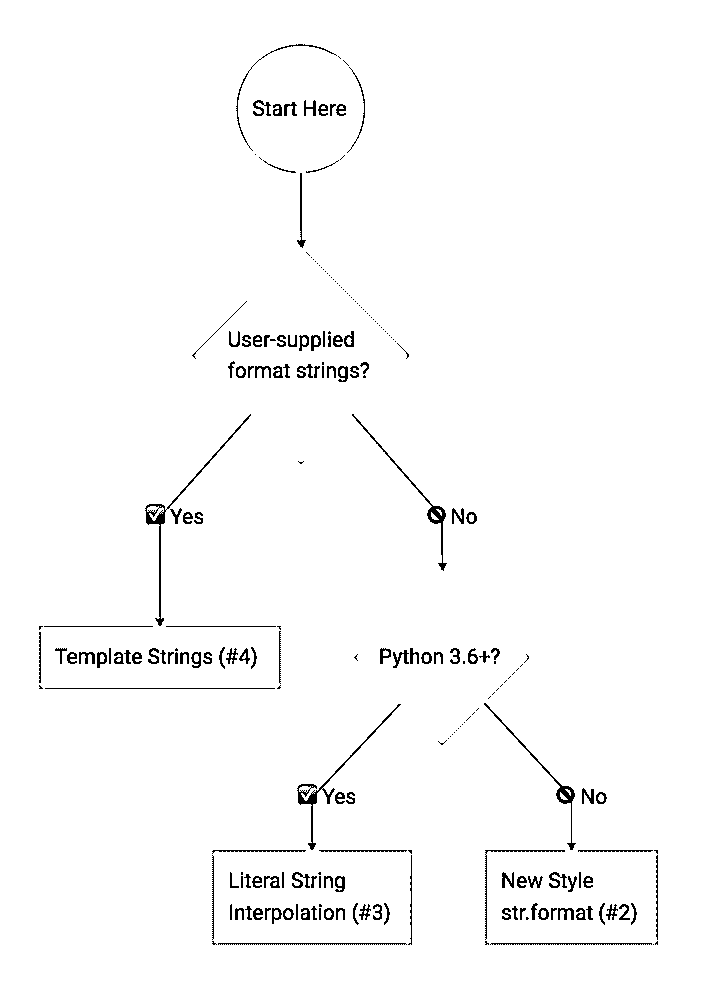 Start Here
User-supplied
format strings?
Yes
No
Template Strings (#4)
Python 3.6+?
Yes
No
Literal String
Interpolation (#3)
New Style
str.format (#2)